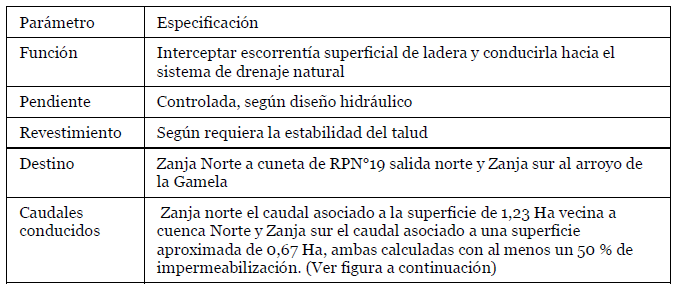 Parámetro Especificación
Función Interceptar escorrentía superficial de ladera y conducirla hacia el
sistema de drenaje natural
Pendiente Controlada, según diseño hidráulico
Revestimiento Según requiera la estabilidad del talud
Destino Zanja Norte a cuneta de RPN°19 salida norte y Zanja sur al arroyo de
la Gamela
Caudales
conducidos
Zanja norte el caudal asociado a la superficie de 1,23 Ha vecina a
cuenca Norte y Zanja sur el caudal asociado a una superficie
aproximada de 0,67 Ha, ambas calculadas con al menos un 50 % de
impermeabilización. (Ver figura a continuación)